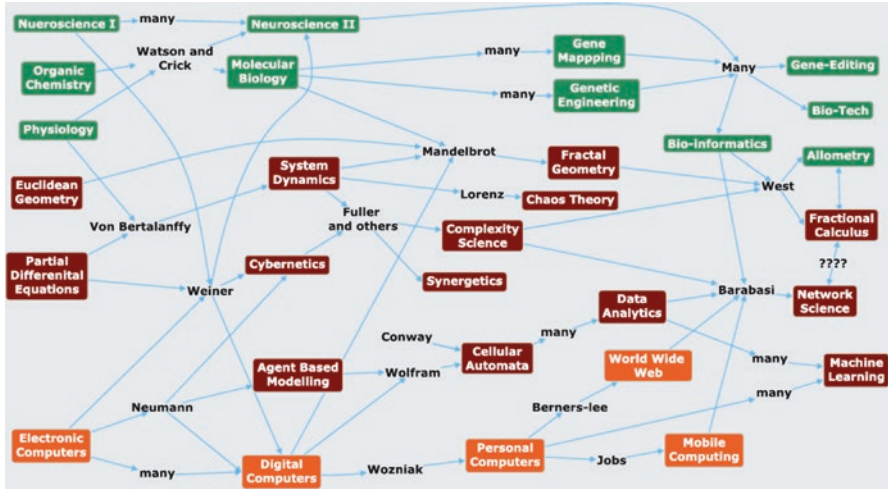 Nueroscience I
many
Neuroscience II
Watson and
Crick
Organic
Chemistry
Molecular
Biology
many
Gene
Mappping
Many
Gene-Editing
many
Genetic
Engineering
Bio-Tech
Physiology
Bio-informatics
Mandelbrot
Allometry
System
Dynamics
Fractal
Geometry
West
Euclidean
Geometry
Lorenz
Chaos Theory
Von Bertalanffy
Fuller
and others
Complexity
Science
Fractional
Calculus
Partial
Differenital
Equations
Cybernetics
????
Weiner
Synergetics
Barabasi
Network
Science
Data
Analytics
Conway
many
Cellular
Automata
Agent Based
Modelling
Wolfram
World Wide
Web
many
Machine
Learning
many
Neumann
Berners-lee
Electronic
Computers
Personal
Computers
Mobile
Computing
many
Digital
Computers
Wozniak
Jobs